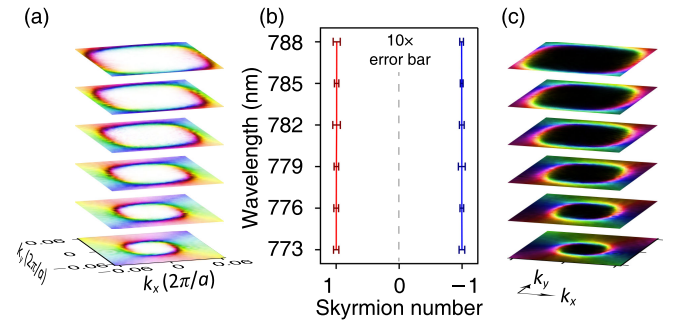 (a)
(b)
(c)
788
785
782
779
776
773
Wavelength (nm)
10×
error bar
1
0
−1
Skyrmion number
0.06
0
−0.06
k_y (2π/a)
−0.06
0
0.06
k_x (2π/a)
k_y
k_x